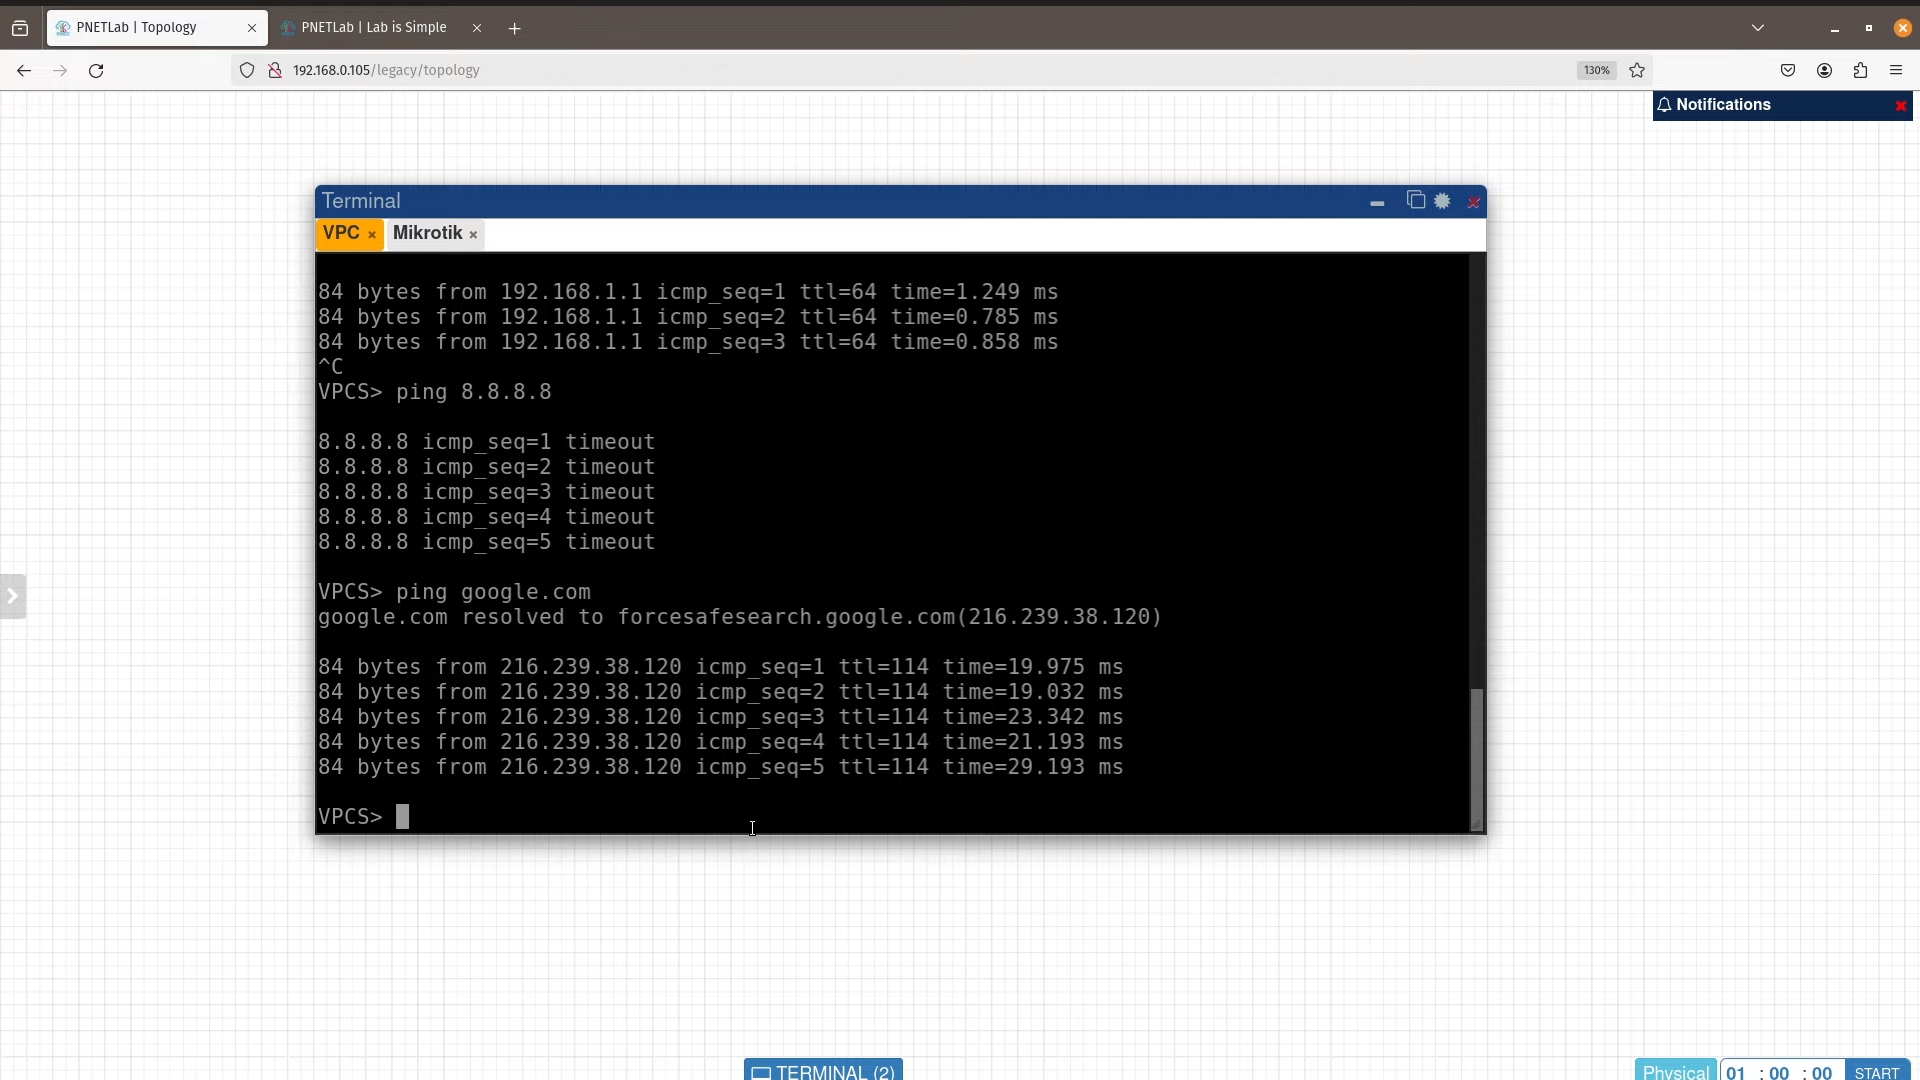 PNETLab | Topology
PNETLab | Lab is Simple
192.168.0.105/legacy/topology
130%
Notifications
Terminal
VPC
Mikrotik
84 bytes from 192.168.1.1 icmp_seq=1 ttl=64 time=1.249 ms
84 bytes from 192.168.1.1 icmp_seq=2 ttl=64 time=0.785 ms
84 bytes from 192.168.1.1 icmp_seq=3 ttl=64 time=0.858 ms
^C
VPCS> ping 8.8.8.8
8.8.8.8 icmp_seq=1 timeout
8.8.8.8 icmp_seq=2 timeout
8.8.8.8 icmp_seq=3 timeout
8.8.8.8 icmp_seq=4 timeout
8.8.8.8 icmp_seq=5 timeout
VPCS> ping google.com
google.com resolved to forcesafesearch.google.com(216.239.38.120)
84 bytes from 216.239.38.120 icmp_seq=1 ttl=114 time=19.975 ms
84 bytes from 216.239.38.120 icmp_seq=2 ttl=114 time=19.032 ms
84 bytes from 216.239.38.120 icmp_seq=3 ttl=114 time=23.342 ms
84 bytes from 216.239.38.120 icmp_seq=4 ttl=114 time=21.193 ms
84 bytes from 216.239.38.120 icmp_seq=5 ttl=114 time=29.193 ms
VPCS>
TERMINAL (2)
Physical
01 : 00 : 00
START